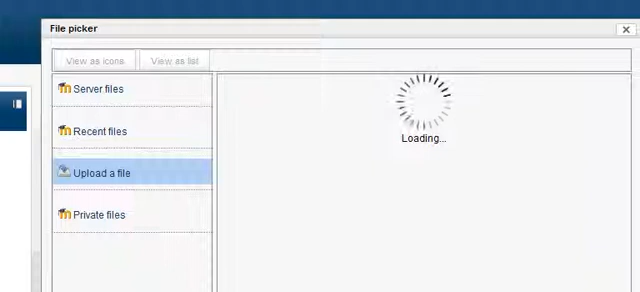 File picker
View as icons
View as list
Server files
Recent files
Upload a file
Private files
Loading...